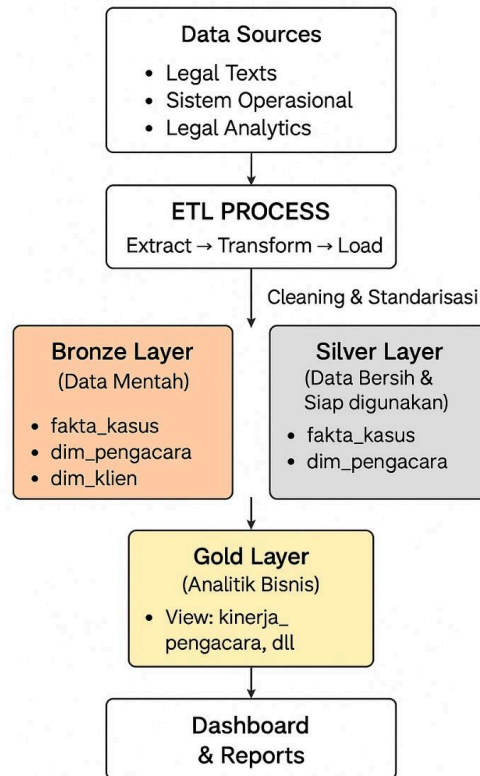 Data Sources
• Legal Texts
• Sistem Operasional
• Legal Analytics
ETL PROCESS
Extract → Transform → Load
Cleaning & Standarisasi
Bronze Layer
(Data Mentah)
• fakta_kasus
• dim_pengacara
• dim_klien
Silver Layer
(Data Bersih &
Siap digunakan)
• fakta_kasus
• dim_pengacara
Gold Layer
(Analitik Bisnis)
• View: kinerja_
pengacara, dll
Dashboard
& Reports